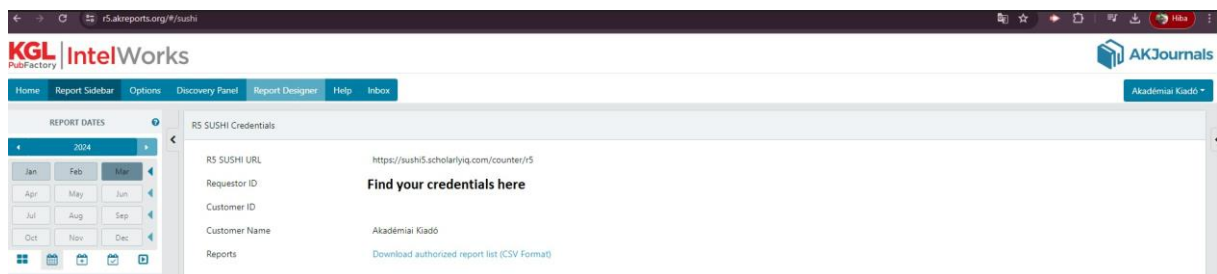 r5.akreports.org/#/sushi
Hiba
KGL
PubFactory
IntelWorks
AKJournals
Home Report Sidebar Options Discovery Panel Report Designer Help Inbox
Akadémiai Kiadó
REPORT DATES
R5 SUSHI Credentials
2024
R5 SUSHI URL https://sushi5.scholarlyiq.com/counter/r5
Jan Feb Mar
Requestor ID Find your credentials here
Apr May Jun
Customer ID
Jul Aug Sep
Customer Name Akadémiai Kiadó
Oct Nov Dec
Reports Download authorized report list (CSV Format)